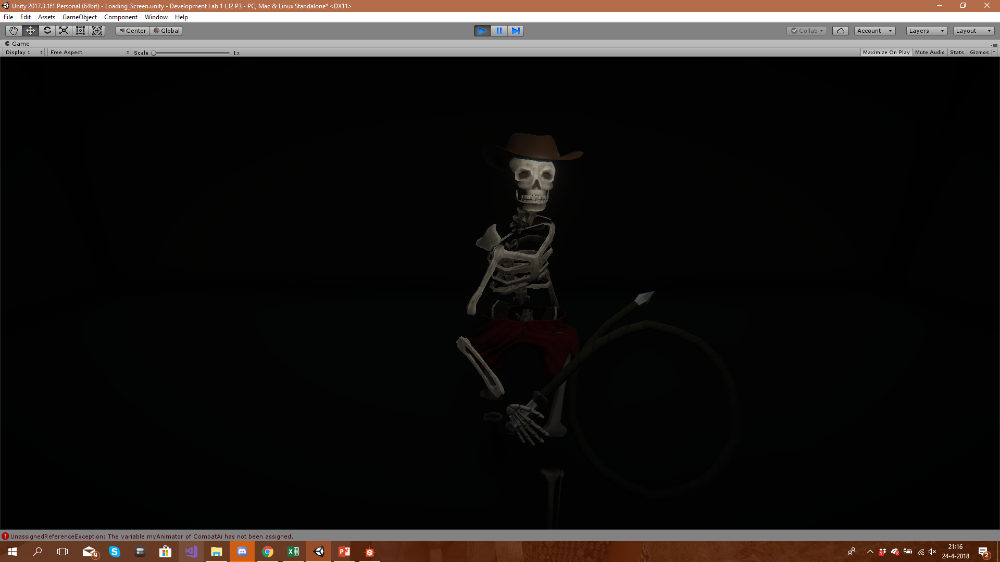 Unity 2017.3.1f1 Personal (64bit) - Loading_Screen.unity - Development Lab 1 LJ2 P3 - PC, Mac & Linux Standalone* <DX11>
File Edit Assets GameObject Component Window Help
Center Global Collab Account Layers Layout
Game
Display 1 Free Aspect Scale 1x Maximize On Play Mute Audio Stats Gizmos
UnassignedReferenceException: The variable myAnimator of CombatAi has not been assigned.
9 1 21:16 2
24-4-2018